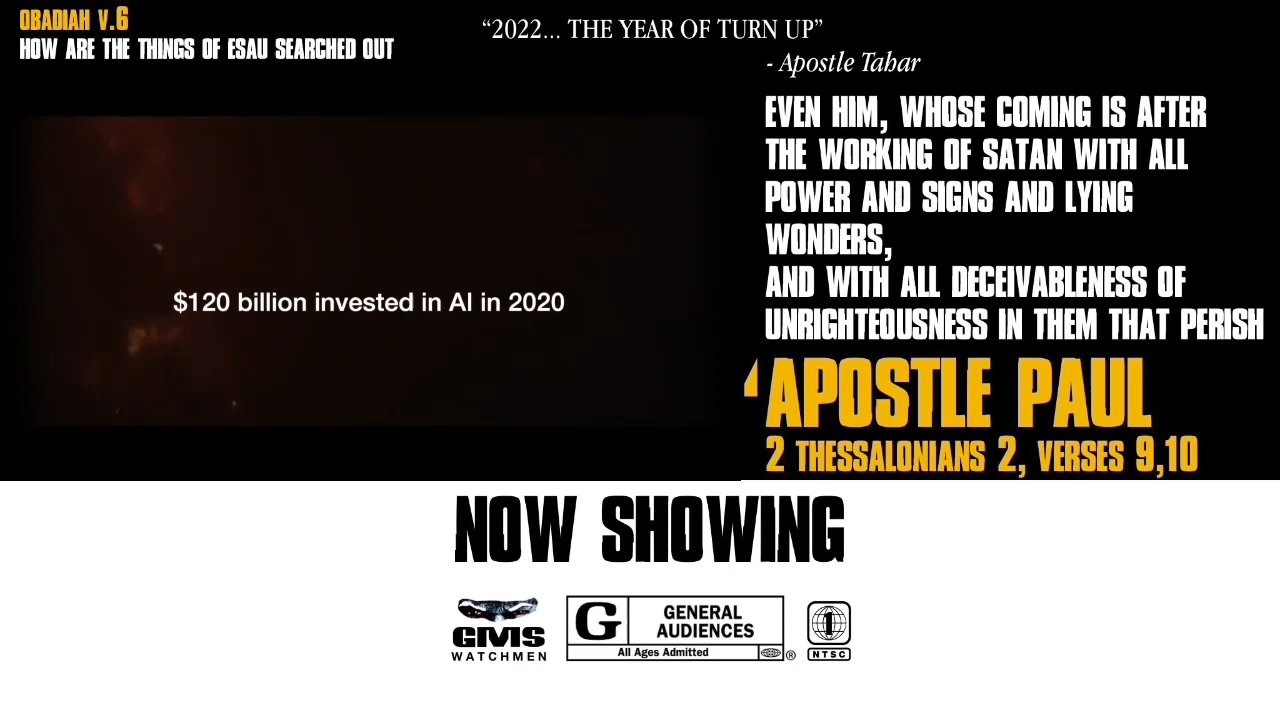 OBADIAH V.6
HOW ARE THE THINGS OF ESAU SEARCHED OUT
“2022... THE YEAR OF TURN UP”
- Apostle Tahar
$120 billion invested in AI in 2020
EVEN HIM, WHOSE COMING IS AFTER
THE WORKING OF SATAN WITH ALL
POWER AND SIGNS AND LYING
WONDERS,
AND WITH ALL DECEIVABLENESS OF
UNRIGHTEOUSNESS IN THEM THAT PERISH
‘APOSTLE PAUL
2 THESSALONIANS 2, VERSES 9,10
NOW SHOWING
GMS
WATCHMEN
G
GENERAL
AUDIENCES
All Ages Admitted
®
1
NTSC